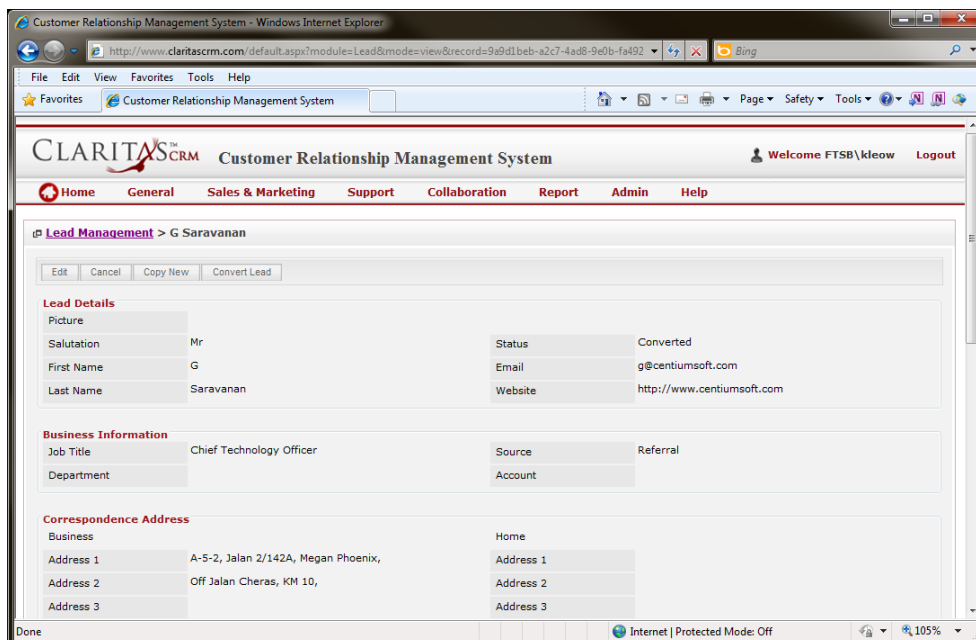 Customer Relationship Management System - Windows Internet Explorer
http://www.claritascrm.com/default.aspx?module=Lead&mode=view&record=9a9d1beb-a2c7-4ad8-9e0b-fa492
Bing
File Edit View Favorites Tools Help
Favorites Customer Relationship Management System Page Safety Tools
CLARITAS™CRM Customer Relationship Management System Welcome FTSB\kleow Logout
Home General Sales & Marketing Support Collaboration Report Admin Help
Lead Management > G Saravanan
Edit Cancel Copy New Convert Lead
Lead Details
Picture
Salutation Mr Status Converted
First Name G Email g@centiumsoft.com
Last Name Saravanan Website http://www.centiumsoft.com
Business Information
Job Title Chief Technology Officer Source Referral
Department Account
Correspondence Address
Business Home
Address 1 A-5-2, Jalan 2/142A, Megan Phoenix, Address 1
Address 2 Off Jalan Cheras, KM 10, Address 2
Address 3 Address 3
Done Internet | Protected Mode: Off 105%